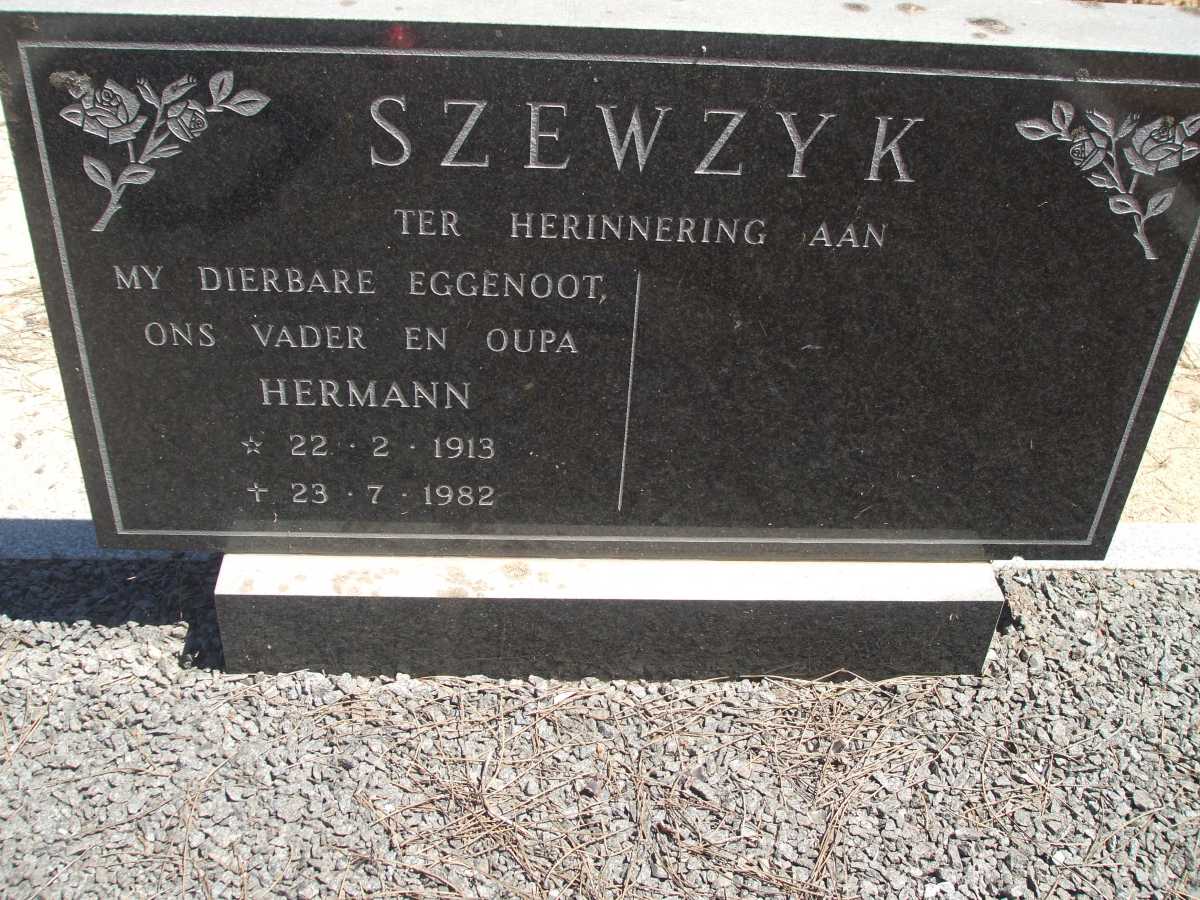 SZEWZYK
TER HERINNERING AAN
MY DIERBARE EGGENOOT,
ONS VADER EN OUPA
HERMANN
☆ 22 · 2 · 1913
✝ 23 · 7 · 1982